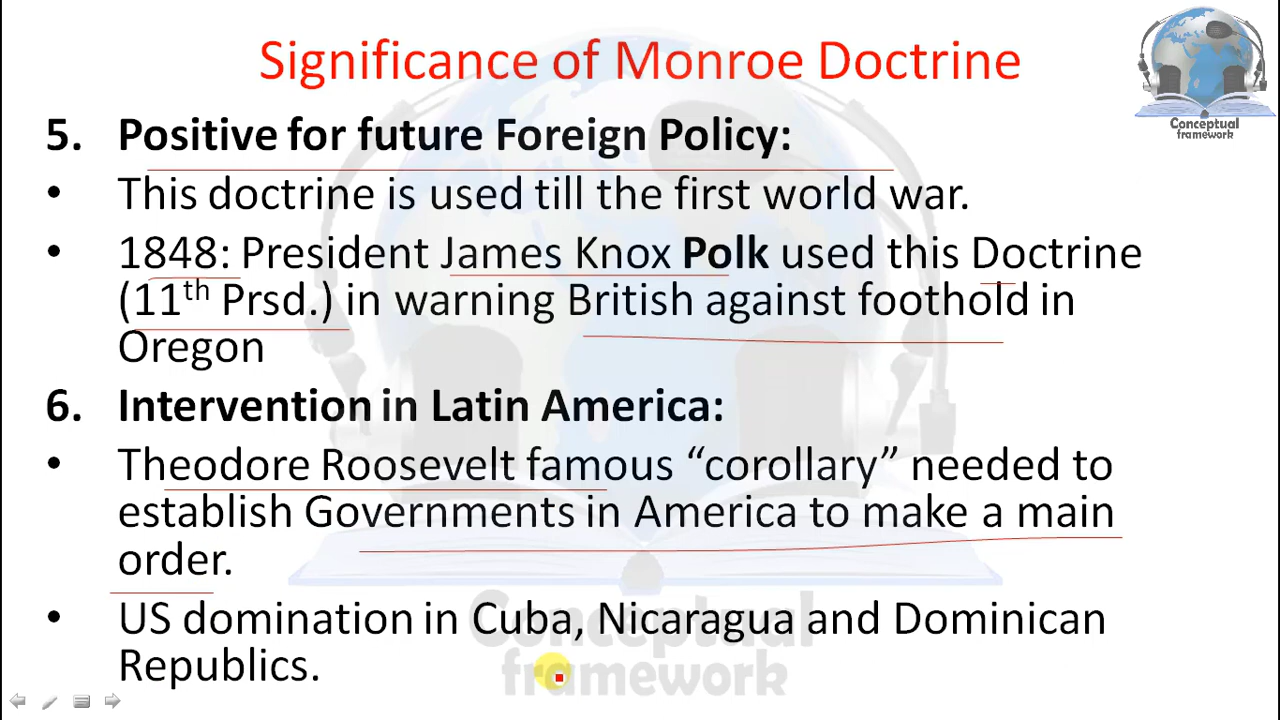 Significance of Monroe Doctrine
Conceptual
framework
5. Positive for future Foreign Policy:
• This doctrine is used till the first world war.
• 1848: President James Knox Polk used this Doctrine
(11th Prsd.) in warning British against foothold in
Oregon
6. Intervention in Latin America:
• Theodore Roosevelt famous “corollary” needed to
establish Governments in America to make a main
order.
• US domination in Cuba, Nicaragua and Dominican
Republics.
Conceptual
framework